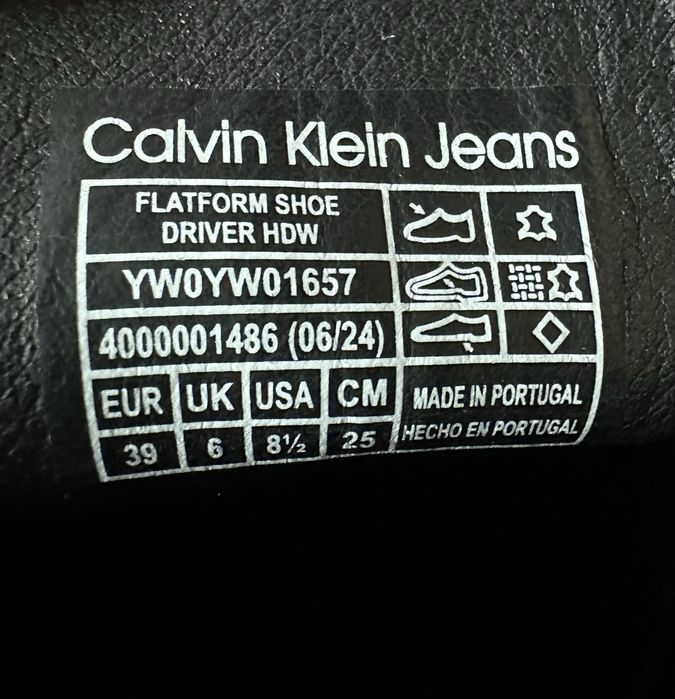 Calvin Klein Jeans
FLATFORM SHOE
DRIVER HDW
YW0YW01657
4000001486 (06/24)
EUR UK USA CM
39 6 8½ 25
MADE IN PORTUGAL
HECHO EN PORTUGAL